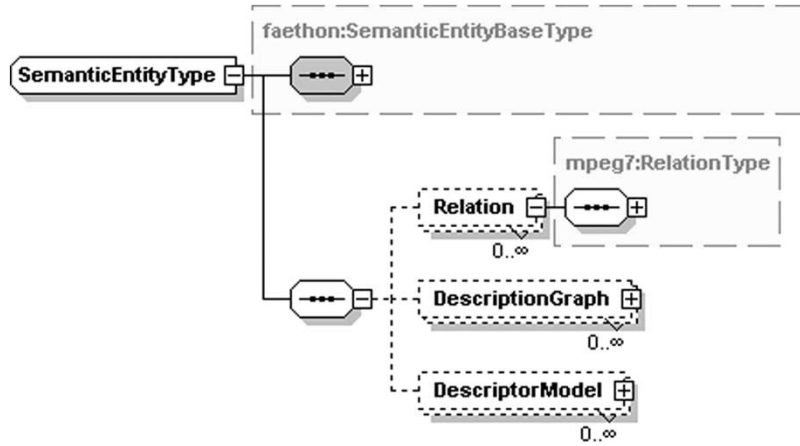 faethon:SemanticEntityBaseType
SemanticEntityType
mpeg7:RelationType
Relation
0..∞
DescriptionGraph
0..∞
DescriptorModel
0..∞